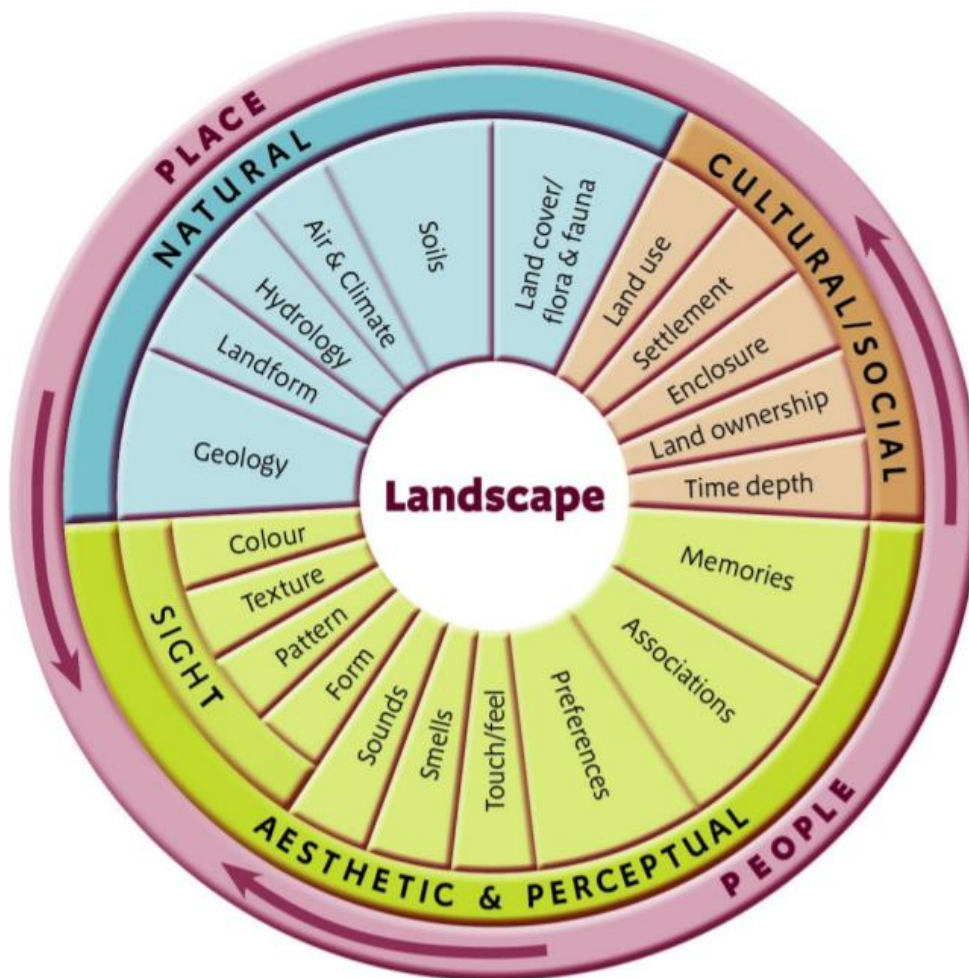 PLACE
NATURAL
CULTURAL/SOCIAL
Geology
Landform
Hydrology
Air & Climate
Soils
Land cover/
flora & fauna
Land use
Settlement
Enclosure
Land ownership
Time depth
Landscape
Memories
Associations
Preferences
Touch/feel
Smells
Sounds
Form
Pattern
Texture
Colour
SIGHT
AESTHETIC & PERCEPTUAL
PEOPLE